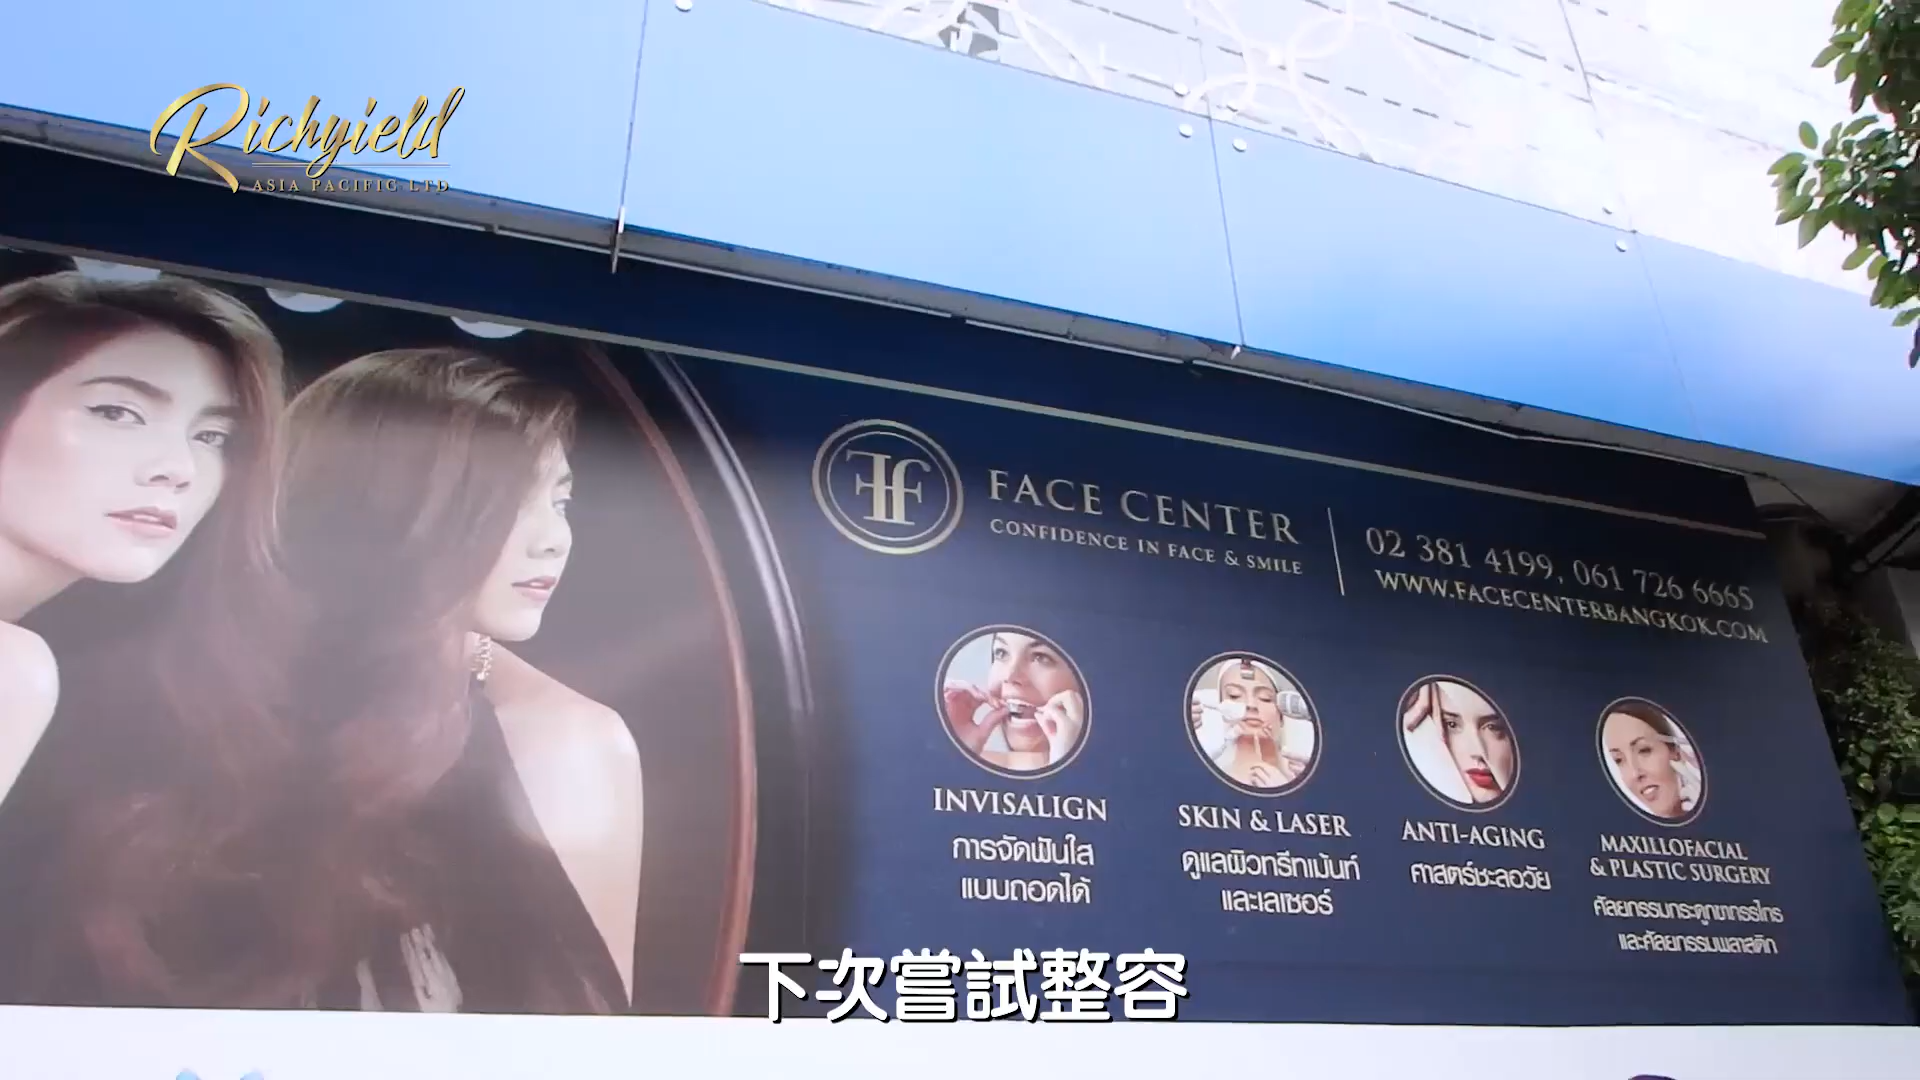 Richyield
ASIA PACIFIC LTD
FACE CENTER
CONFIDENCE IN FACE & SMILE
02 381 4199, 061 726 6665
WWW.FACECENTERBANGKOK.COM
INVISALIGN
การจัดฟันใส
แบบถอดได้
SKIN & LASER
ดูแลผิวทรีทเม้นท์
และเลเซอร์
ANTI-AGING
ศาสตร์ชะลอวัย
MAXILLOFACIAL
& PLASTIC SURGERY
ศัลยกรรมกระดูกขากรรไกร
และศัลยกรรมพลาสติก
下次嘗試整容